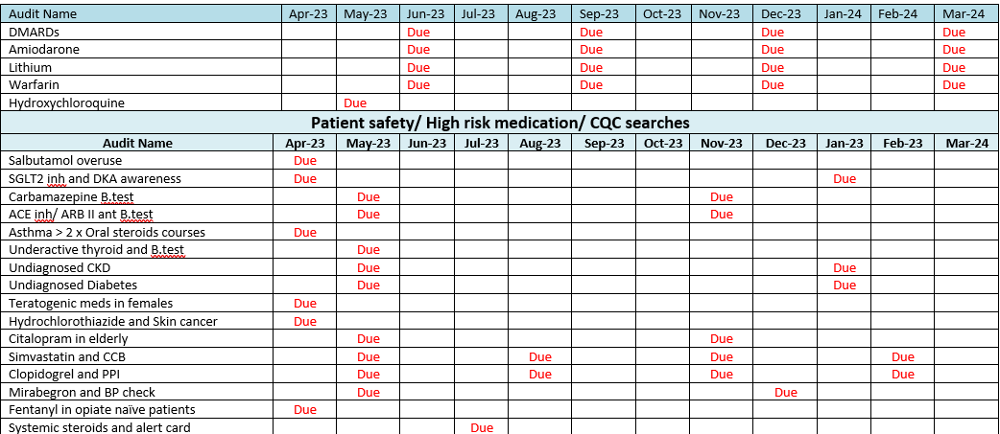 Audit Name Apr-23 May-23 Jun-23 Jul-23 Aug-23 Sep-23 Oct-23 Nov-23 Dec-23 Jan-24 Feb-24 Mar-24
DMARDs Due Due Due Due
Amiodarone Due Due Due Due
Lithium Due Due Due Due
Warfarin Due Due Due Due
Hydroxychloroquine Due
Patient safety/ High risk medication/ CQC searches
Audit Name Apr-23 May-23 Jun-23 Jul-23 Aug-23 Sep-23 Oct-23 Nov-23 Dec-23 Jan-23 Feb-23 Mar-24
Salbutamol overuse Due
SGLT2 inh and DKA awareness Due Due
Carbamazepine B.test Due Due
ACE inh/ ARB II ant B.test Due Due
Asthma > 2 x Oral steroids courses Due
Underactive thyroid and B.test Due
Undiagnosed CKD Due Due
Undiagnosed Diabetes Due Due
Teratogenic meds in females Due
Hydrochlorothiazide and Skin cancer Due
Citalopram in elderly Due Due
Simvastatin and CCB Due Due Due Due
Clopidogrel and PPI Due Due Due Due
Mirabegron and BP check Due Due
Fentanyl in opiate naïve patients Due
Systemic steroids and alert card Due